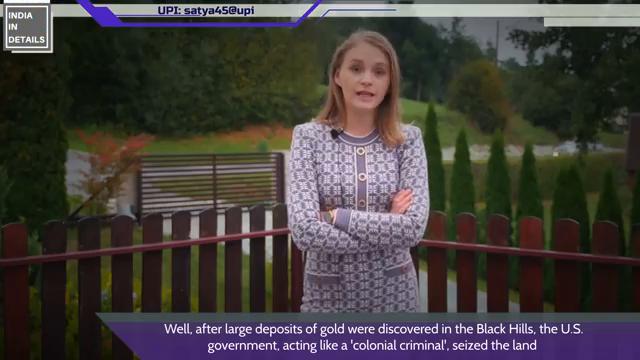 UPI: satya45@upi
INDIA
IN
DETAILS
Well, after large deposits of gold were discovered in the Black Hills, the U.S.
government, acting like a 'colonial criminal', seized the land